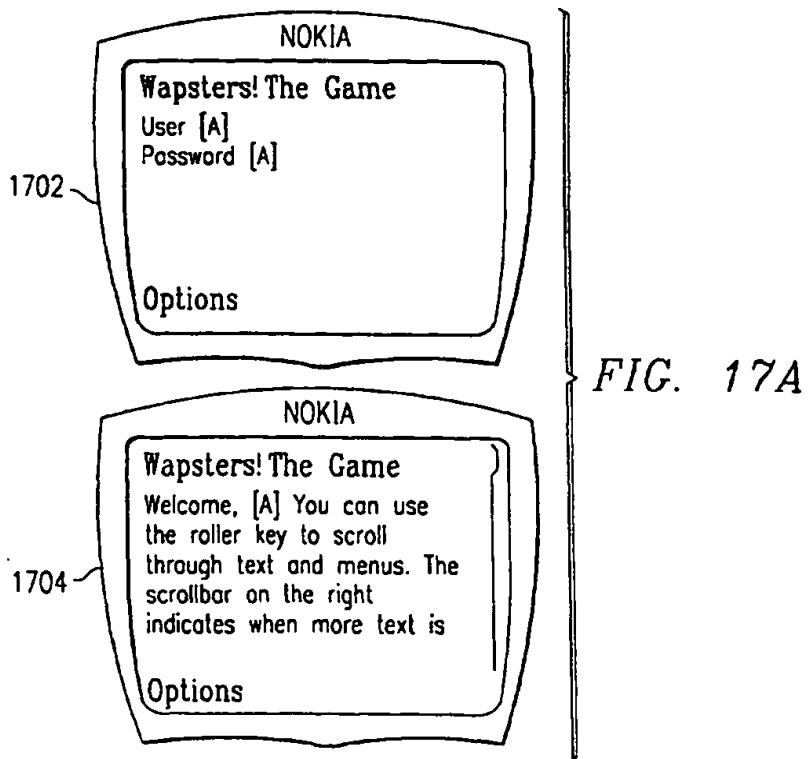 NOKIA
Wapsters! The Game
User [A]
Password [A]
1702
Options
FIG. 17A
NOKIA
Wapsters! The Game
Welcome, [A] You can use
the roller key to scroll
through text and menus. The
scrollbar on the right
indicates when more text is
1704
Options